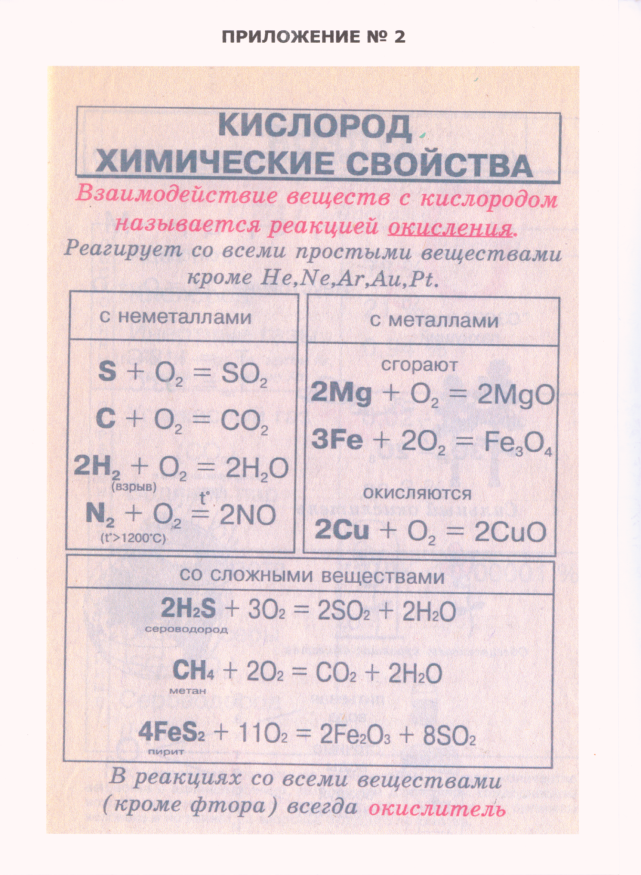 ПРИЛОЖЕНИЕ № 2
КИСЛОРОД
ХИМИЧЕСКИЕ СВОЙСТВА
Взаимодействие веществ с кислородом
называется реакцией окисления.
Реагирует со всеми простыми веществами
кроме He,Ne,Ar,Au,Pt.
с неметаллами
S + O₂ = SO₂
C + O₂ = CO₂
2H₂ + O₂ = 2H₂O
(взрыв)
t°
N₂ + O₂ = 2NO
(t°>1200°C)
с металлами
сгорают
2Mg + O₂ = 2MgO
3Fe + 2O₂ = Fe₃O₄
окисляются
2Cu + O₂ = 2CuO
со сложными веществами
2H₂S + 3O₂ = 2SO₂ + 2H₂O
сероводород
CH₄ + 2O₂ = CO₂ + 2H₂O
метан
4FeS₂ + 11O₂ = 2Fe₂O₃ + 8SO₂
пирит
В реакциях со всеми веществами
(кроме фтора) всегда окислитель